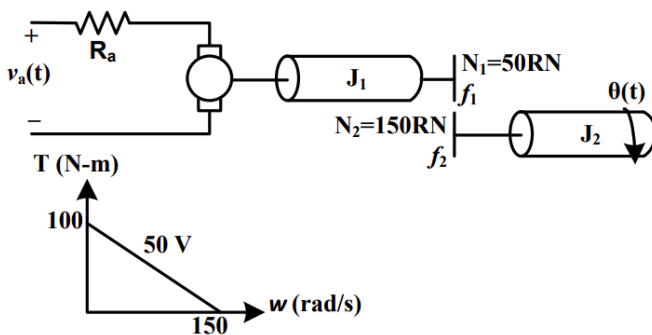 +
Rₐ
vₐ(t)
−
J₁
N₁=50RN
f₁
N₂=150RN
f₂
J₂
θ(t)
T (N-m)
100
50 V
150
w (rad/s)